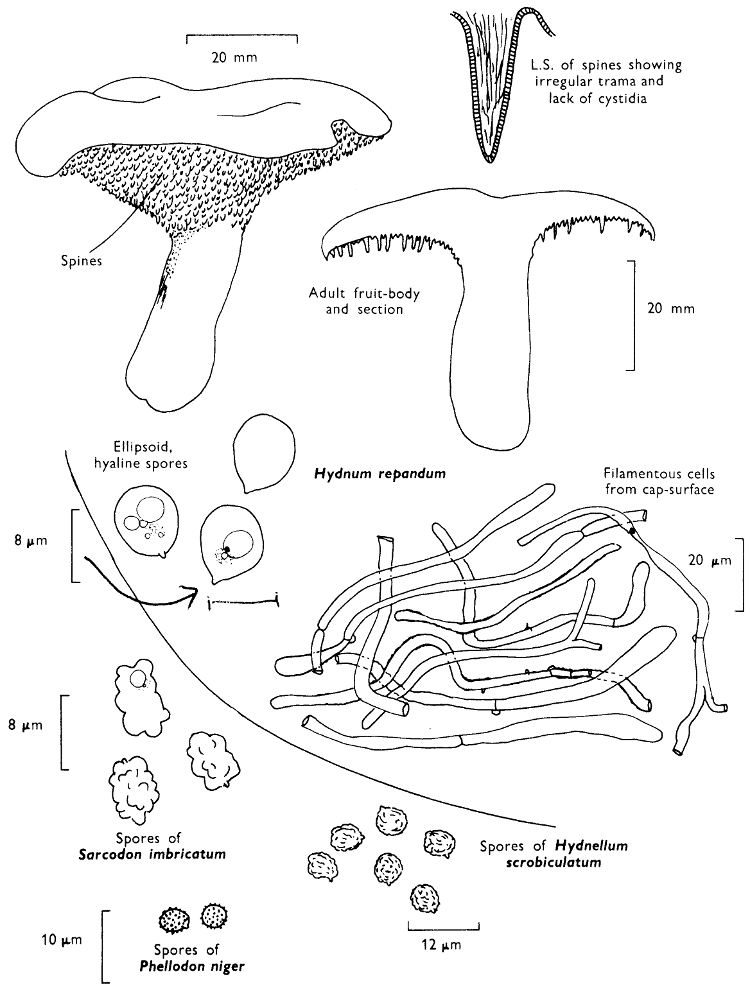 20 mm
L.S. of spines showing
irregular trama and
lack of cystidia
Spines
Adult fruit-body
and section
20 mm
Ellipsoid,
hyaline spores
Hydnum repandum
Filamentous cells
from cap-surface
8 µm
20 µm
8 µm
Spores of
Sarcodon imbricatum
Spores of Hydnellum
scrobiculatum
10 µm
Spores of
Phellodon niger
12 µm